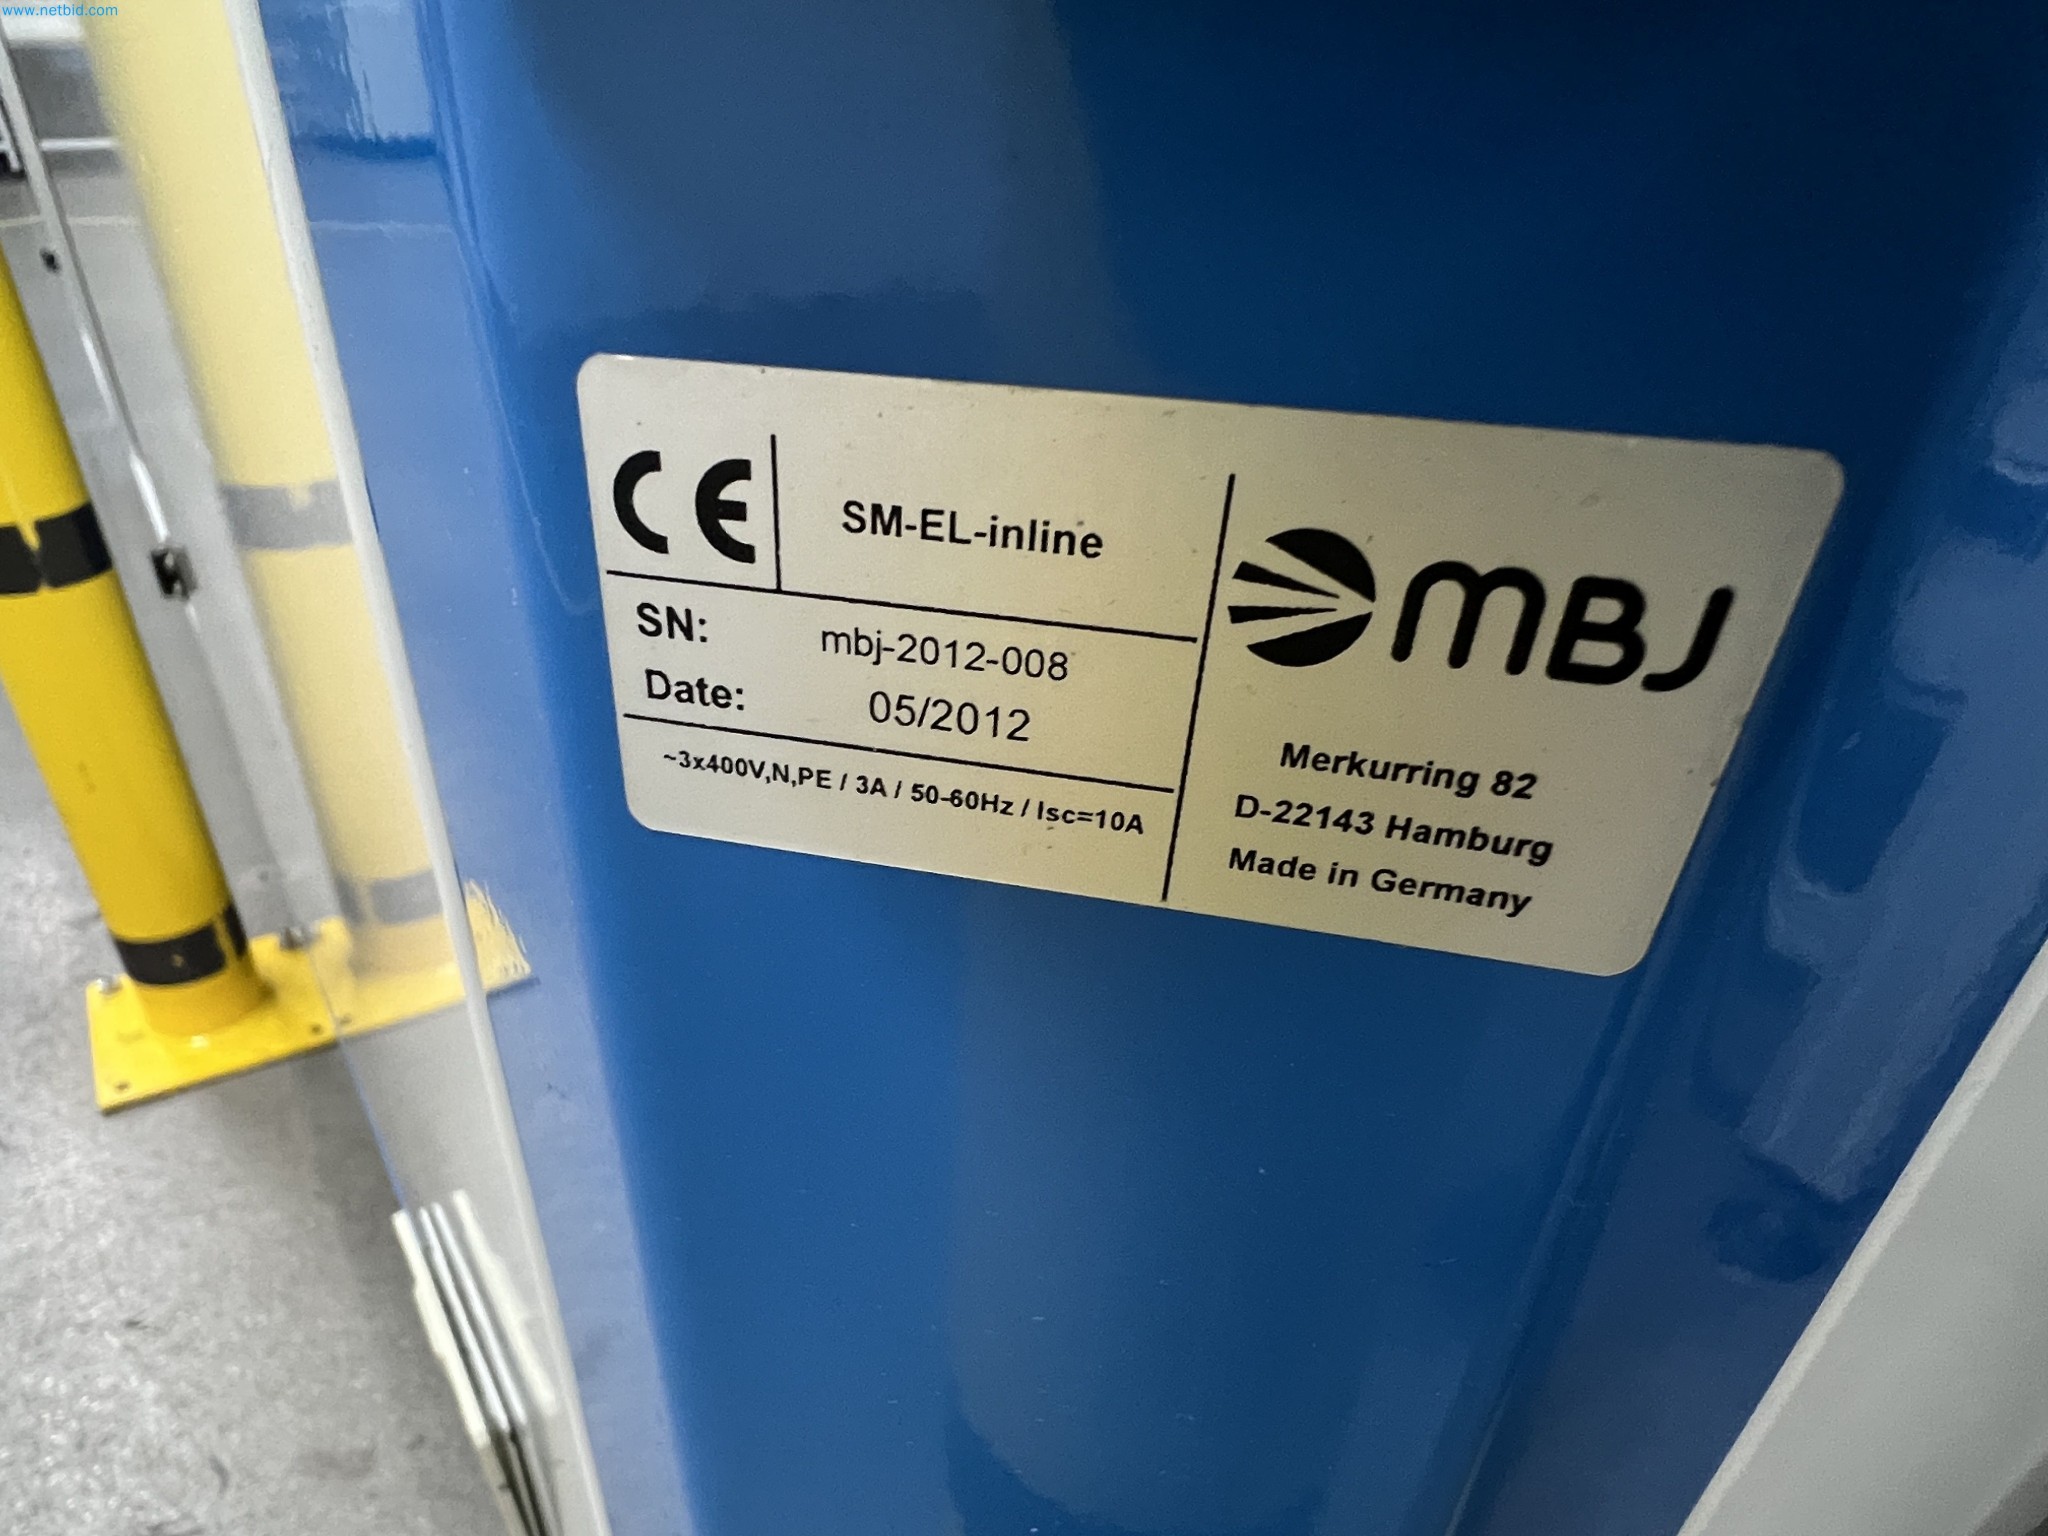 www.netbid.com
CE
SM-EL-inline
SN: mbj-2012-008
Date: 05/2012
~3x400V,N,PE / 3A / 50-60Hz / Isc=10A
MBJ
Merkurring 82
D-22143 Hamburg
Made in Germany